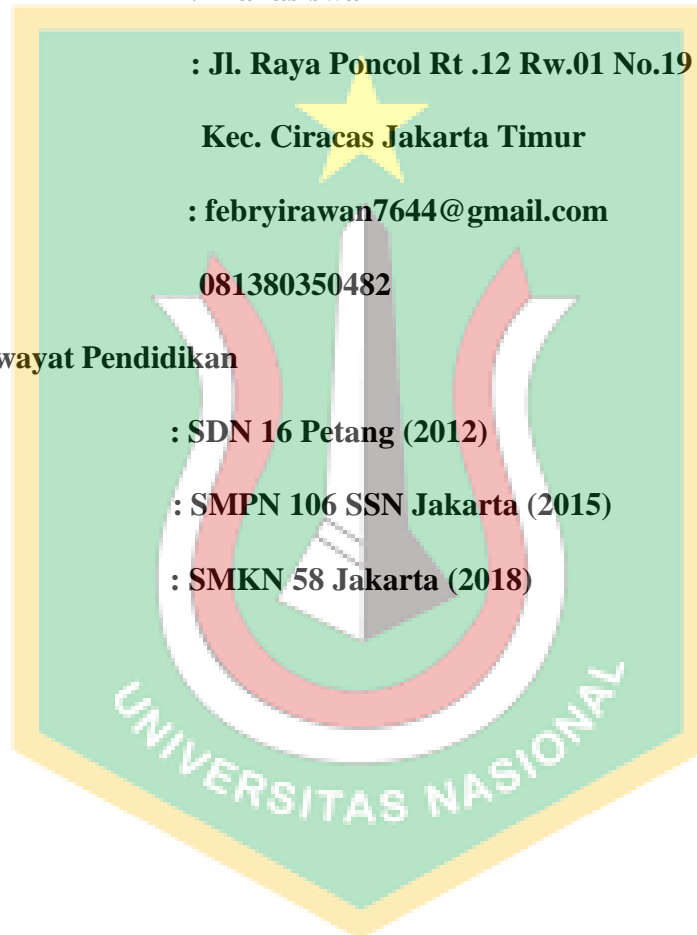 : Jl. Raya Poncol Rt .12 Rw.01 No.19
Kec. Ciracas Jakarta Timur
: febryirawan7644@gmail.com
081380350482
wayat Pendidikan
: SDN 16 Petang (2012)
: SMPN 106 SSN Jakarta (2015)
: SMKN 58 Jakarta (2018)
UNIVERSITAS NASIONAL